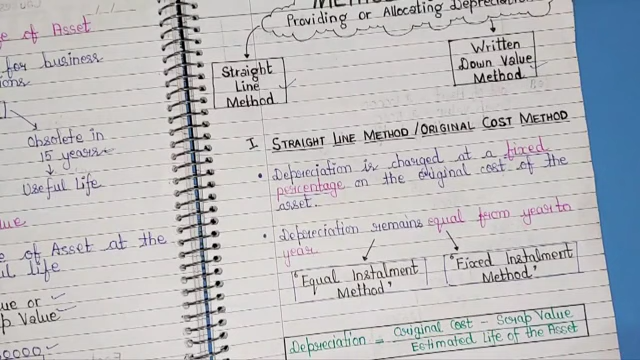 of Asset
for business
Obsolete in
15 years
Useful Life
of Asset at the
life
or
Value
Providing or Allocating Depreciation
Straight
Line
Method
Written
Down Value
Method
I STRAIGHT LINE METHOD/ORIGINAL COST METHOD
• Depreciation is charged at a fixed
percentage on the original cost of the
asset.
• Depreciation remains equal from year to
year
"Equal Instalment
Method"
"Fixed Instalment
Method"
Depreciation = Original Cost - Scrap Value
Estimated Life of the Asset